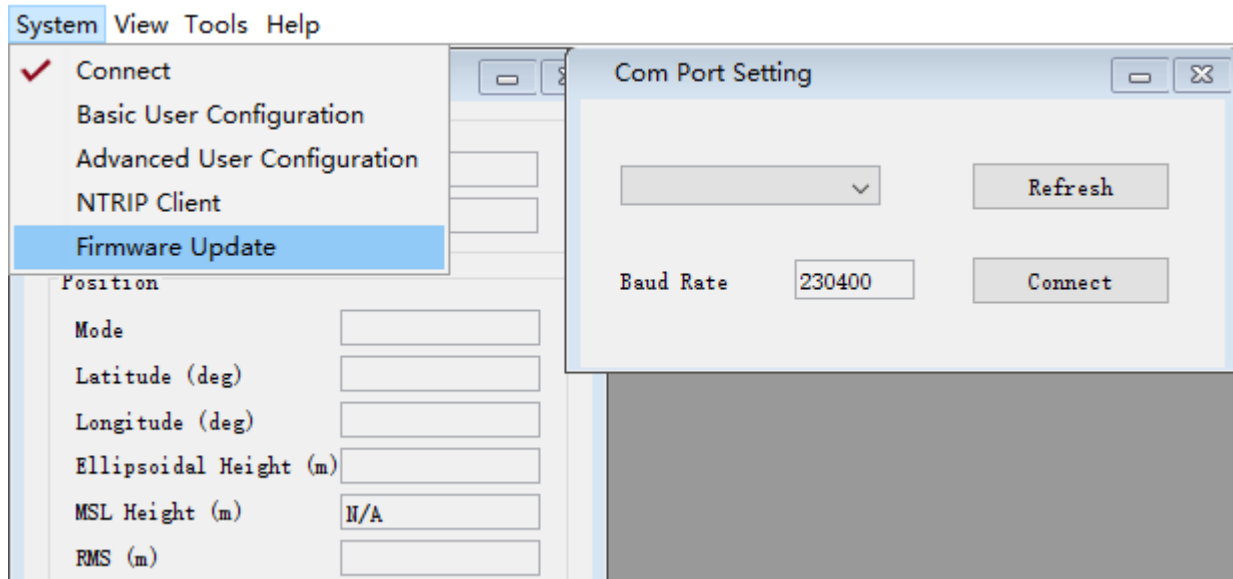 System View Tools Help
Connect
Basic User Configuration
Advanced User Configuration
NTRIP Client
Firmware Update
Com Port Setting
Refresh
Baud Rate 230400 Connect
Position
Mode
Latitude (deg)
Longitude (deg)
Ellipsoidal Height (m)
MSL Height (m) N/A
RMS (m)